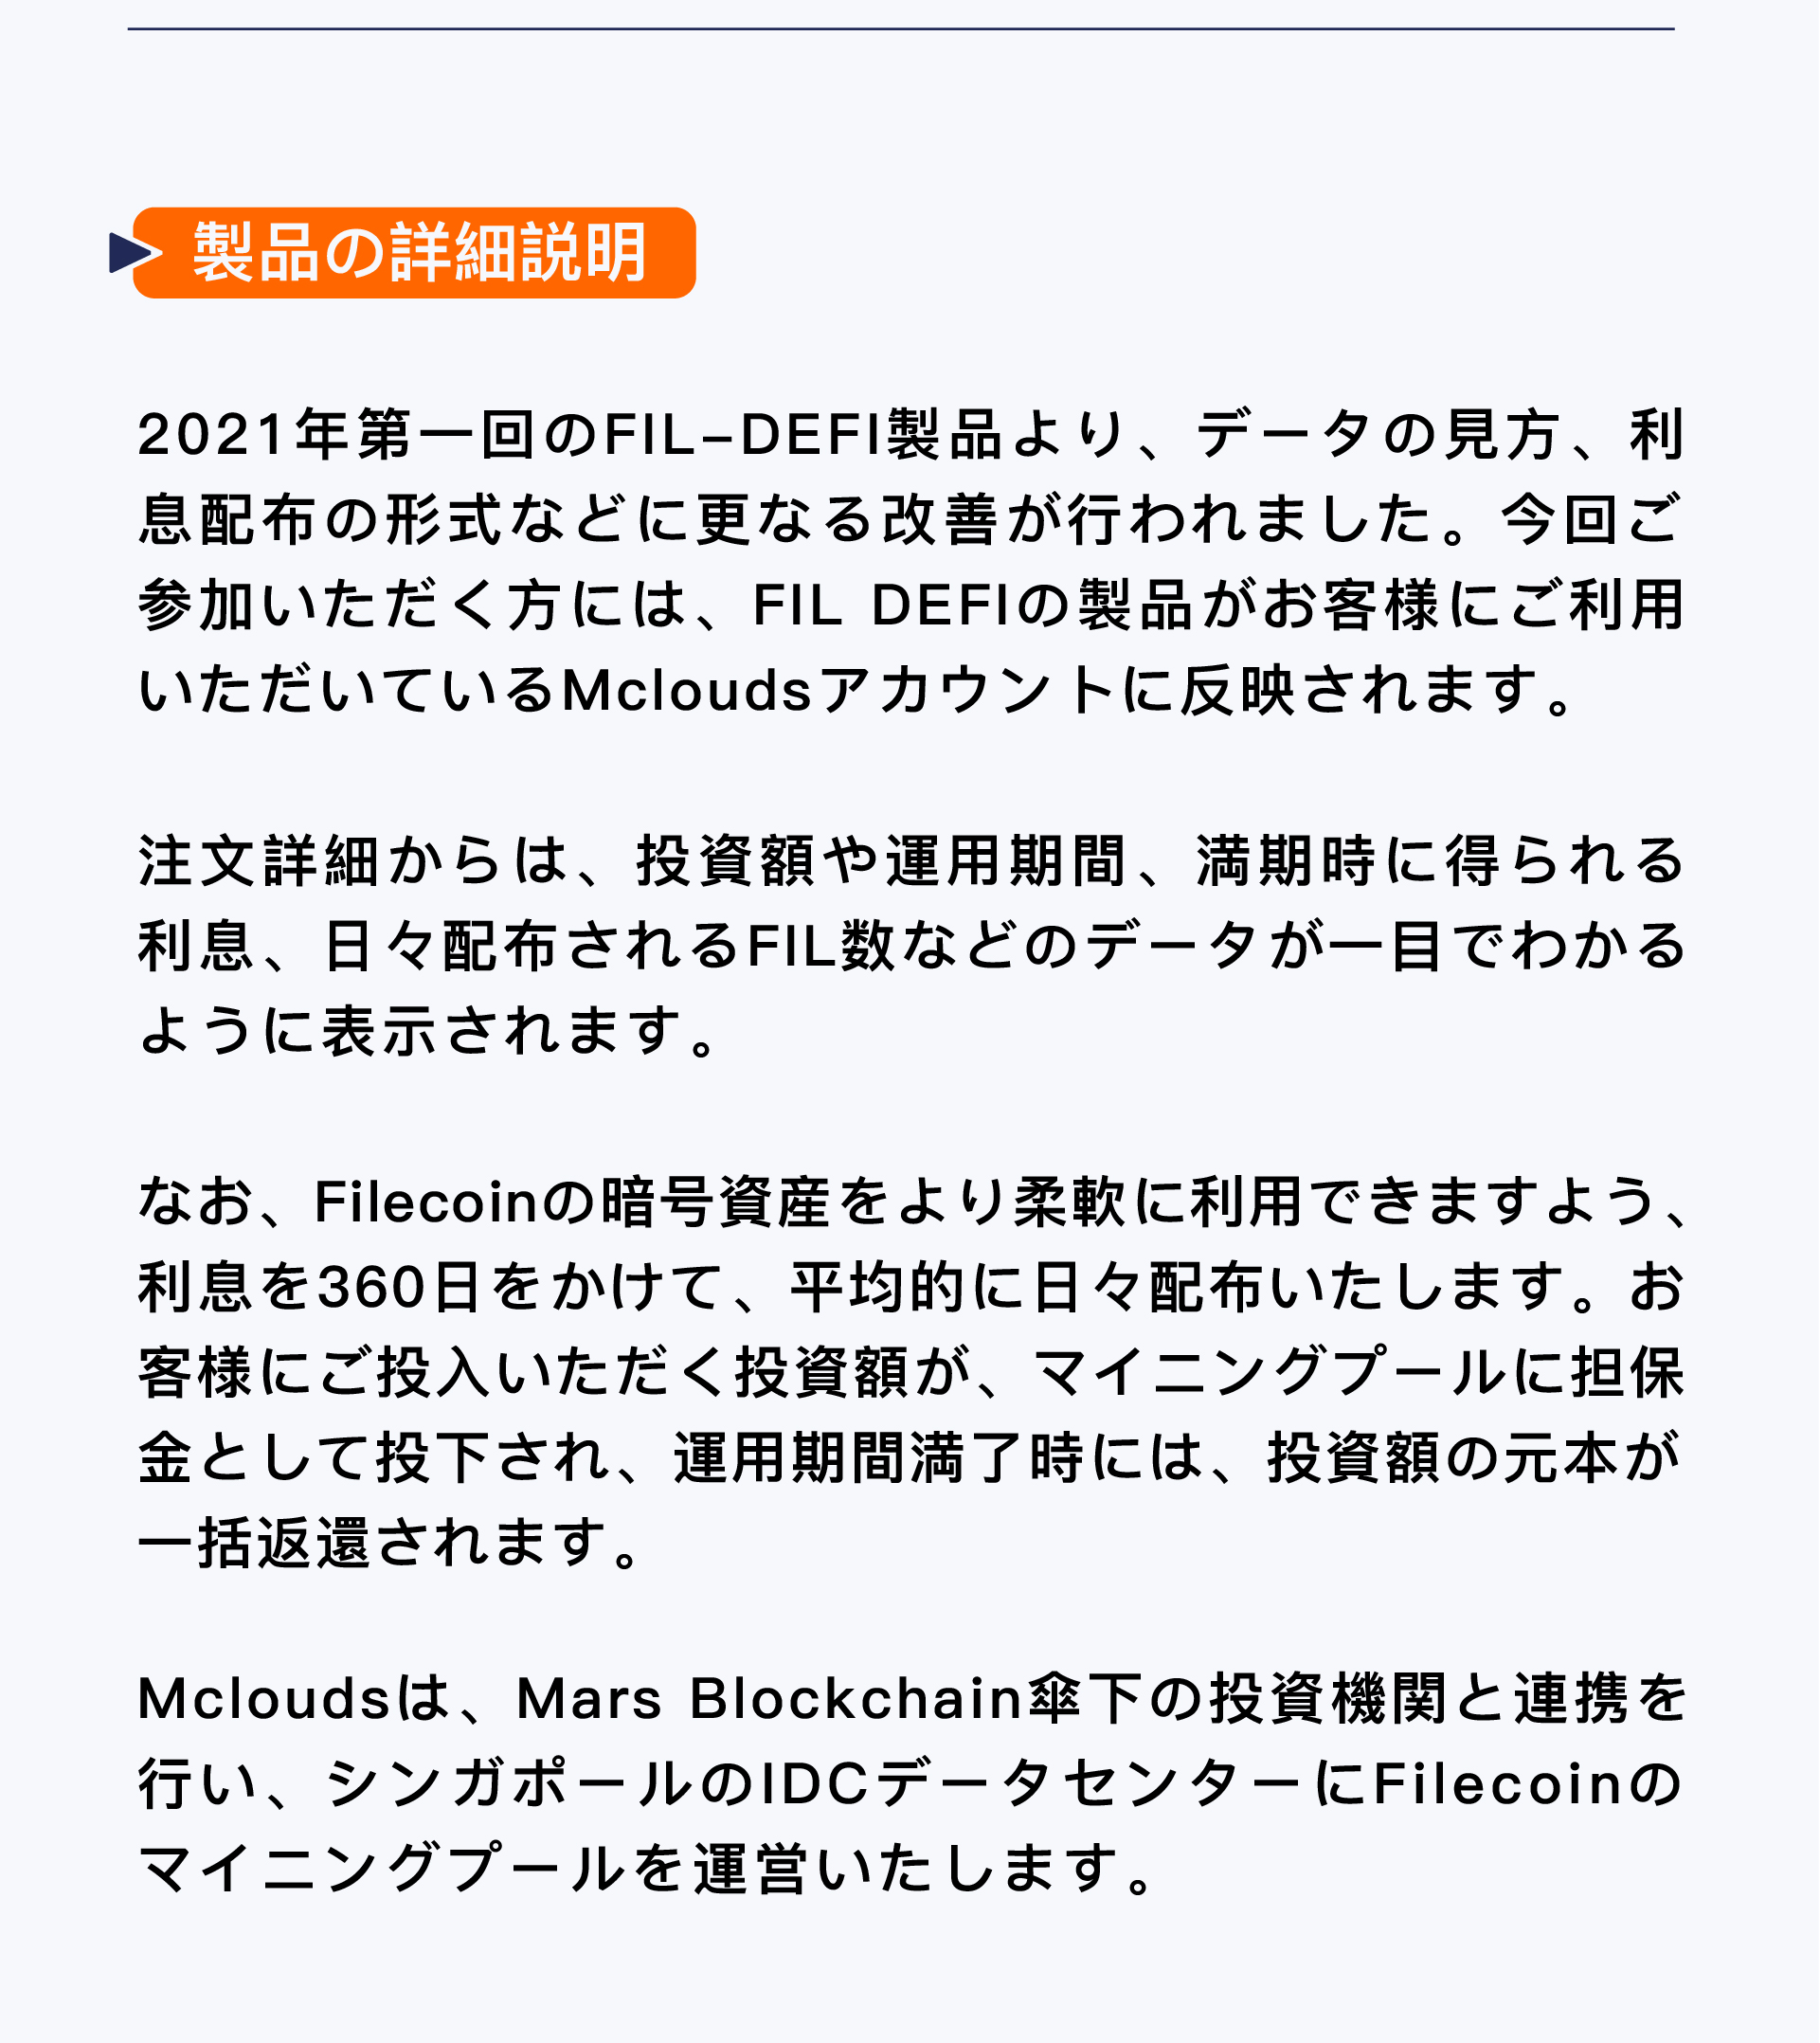 製品の詳細説明
2021年第一回のFIL-DEFI製品より、データの見方、利
息配布の形式などに更なる改善が行われました。今回ご
参加いただく方には、FIL DEFIの製品がお客様にご利用
いただいているMcloudsアカウントに反映されます。
注文詳細からは、投資額や運用期間、満期時に得られる
利息、日々配布されるFIL数などのデータが一目でわかる
ように表示されます。
なお、Filecoinの暗号資産をより柔軟に利用できますよう、
利息を360日をかけて、平均的に日々配布いたします。お
客様にご投入いただく投資額が、マイニングプールに担保
金として投下され、運用期間満了時には、投資額の元本が
一括返還されます。
Mcloudsは、Mars Blockchain傘下の投資機関と連携を
行い、シンガポールのIDCデータセンターにFilecoinの
マイニングプールを運営いたします。